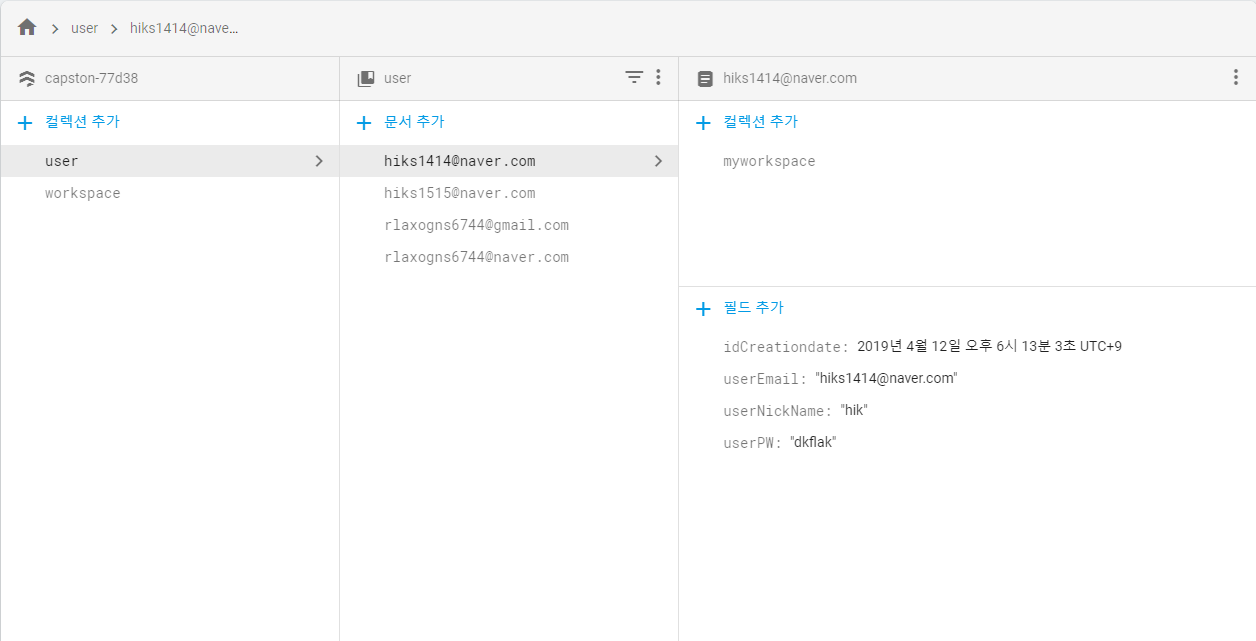 user
hiks1414@nave...
capston-77d38
컬렉션 추가
user
workspace
user
문서 추가
hiks1414@naver.com
hiks1515@naver.com
rlaxogns6744@gmail.com
rlaxogns6744@naver.com
hiks1414@naver.com
컬렉션 추가
myworkspace
필드 추가
idCreationdate: 2019년 4월 12일 오후 6시 13분 3초 UTC+9
userEmail: "hiks1414@naver.com"
userNickName: "hik"
userPW: "dkflak"